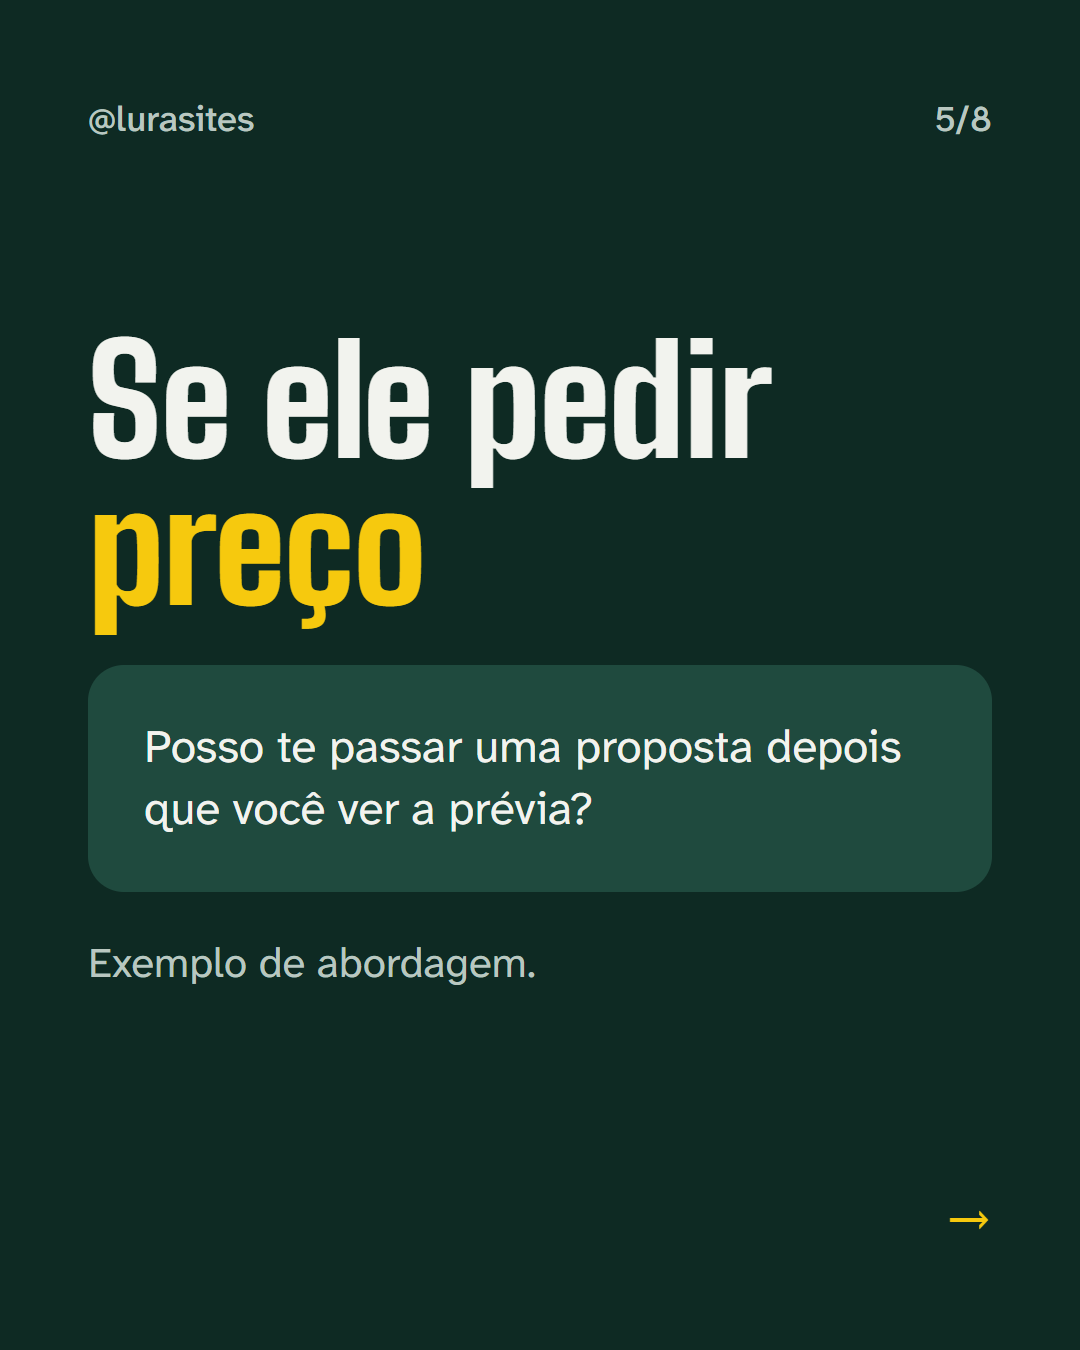 @lurasites
5/8
Se ele pedir
preço
Posso te passar uma proposta depois
que você ver a prévia?
Exemplo de abordagem.
→